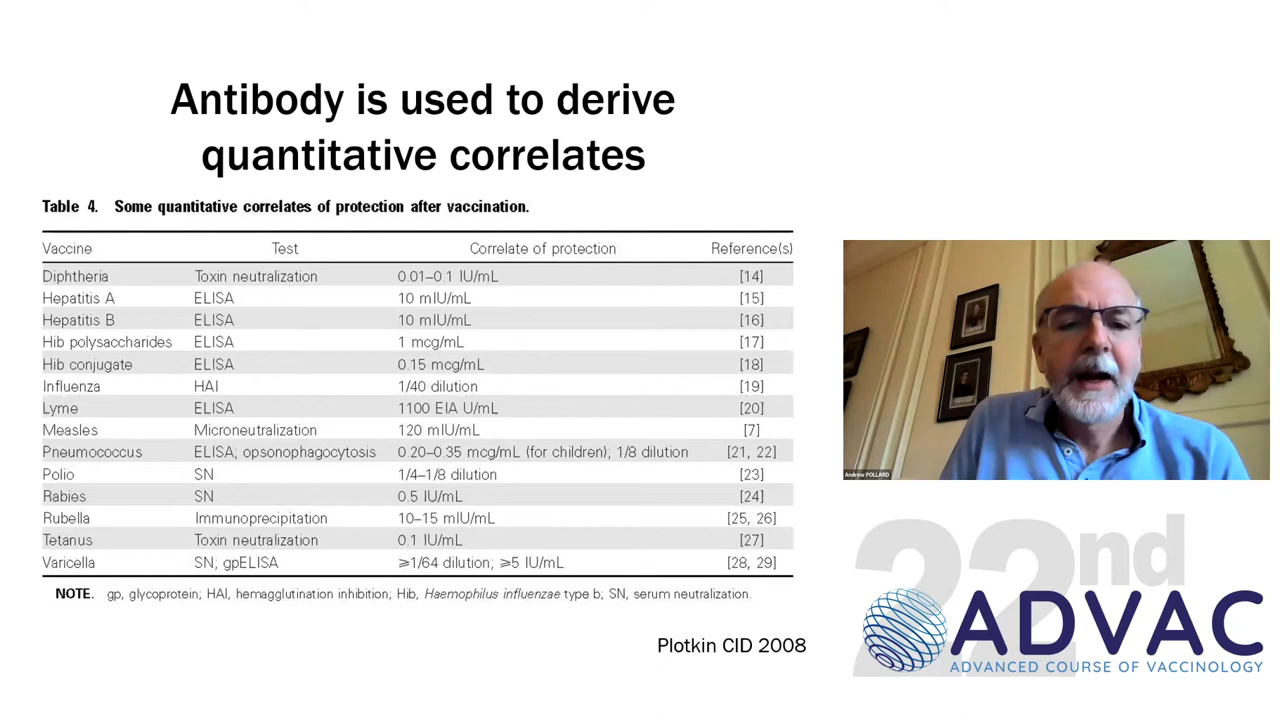 Antibody is used to derive
quantitative correlates
Table 4. Some quantitative correlates of protection after vaccination.
Vaccine Test Correlate of protection Reference(s)
Diphtheria Toxin neutralization 0.01–0.1 IU/mL [14]
Hepatitis A ELISA 10 mIU/mL [15]
Hepatitis B ELISA 10 mIU/mL [16]
Hib polysaccharides ELISA 1 mcg/mL [17]
Hib conjugate ELISA 0.15 mcg/mL [18]
Influenza HAI 1/40 dilution [19]
Lyme ELISA 1100 EIA U/mL [20]
Measles Microneutralization 120 mIU/mL [7]
Pneumococcus ELISA; opsonophagocytosis 0.20–0.35 mcg/mL (for children); 1/8 dilution [21, 22]
Polio SN 1/4–1/8 dilution [23]
Rabies SN 0.5 IU/mL [24]
Rubella Immunoprecipitation 10–15 mIU/mL [25, 26]
Tetanus Toxin neutralization 0.1 IU/mL [27]
Varicella SN; gpELISA ≥1/64 dilution; ≥5 IU/mL [28, 29]
NOTE. gp, glycoprotein; HAI, hemagglutination inhibition; Hib, Haemophilus influenzae type b; SN, serum neutralization.
Plotkin CID 2008
Andrew POLLARD
22nd
ADVAC
ADVANCED COURSE OF VACCINOLOGY